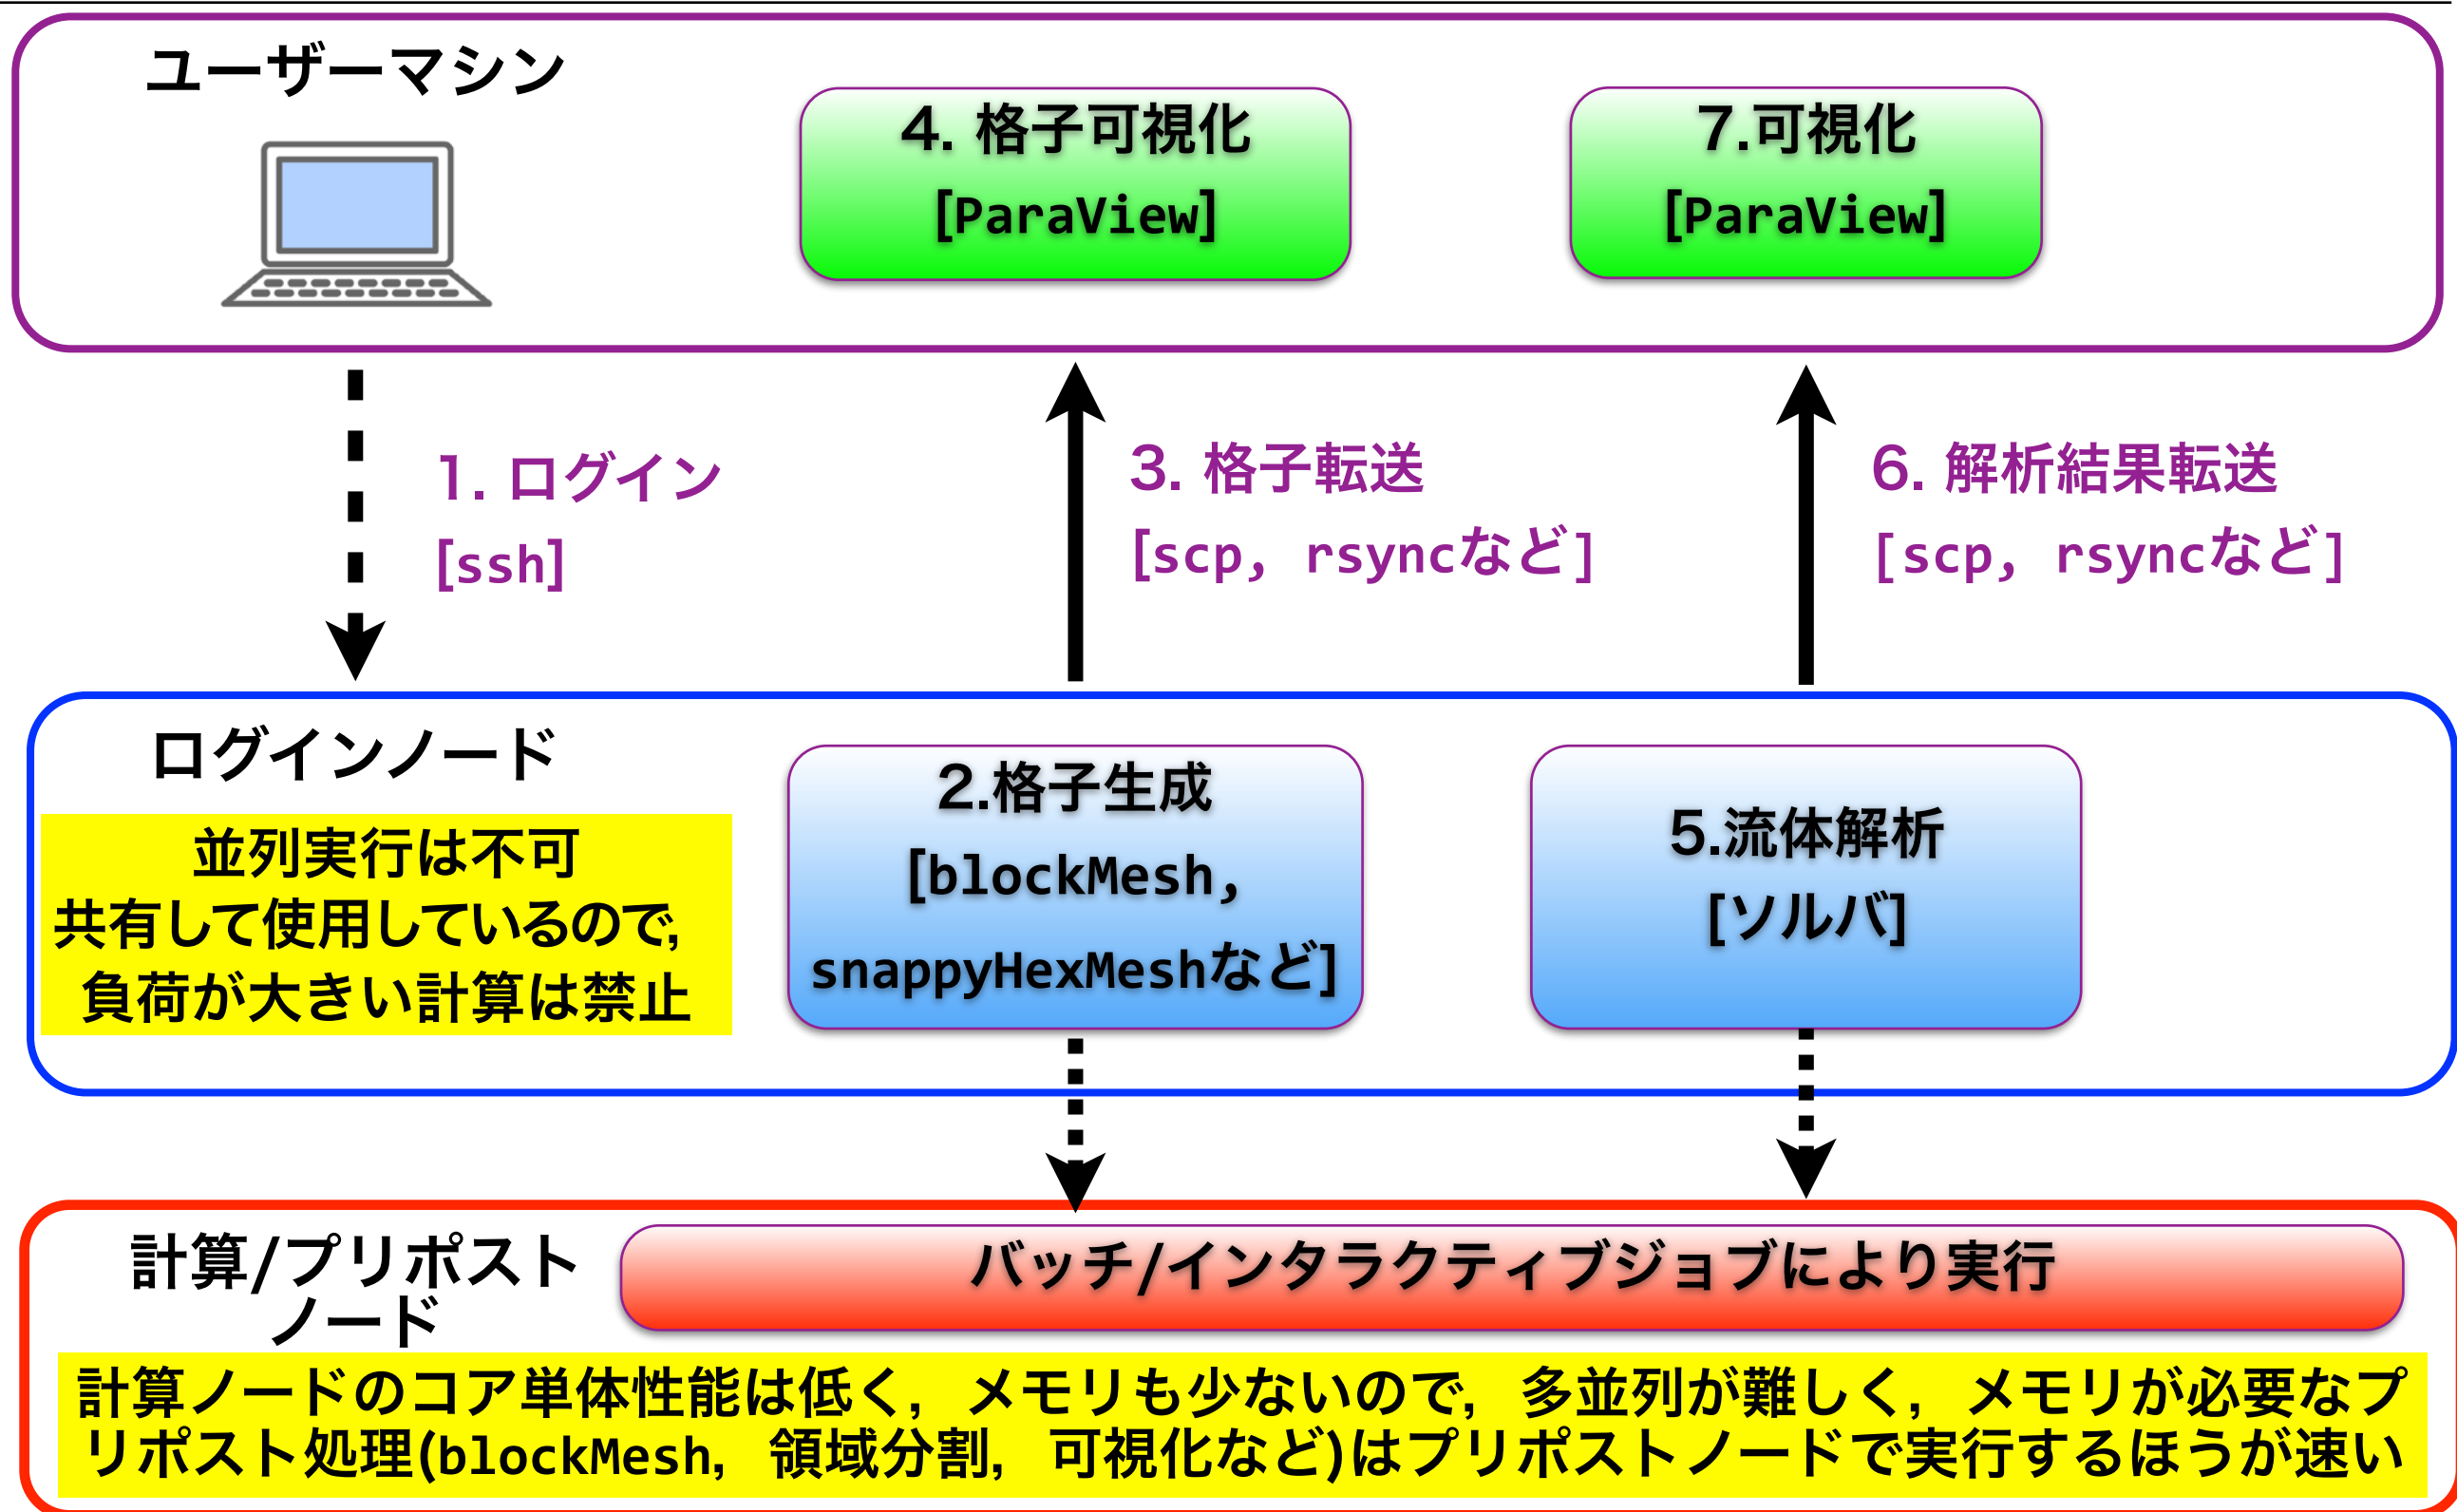 ユーザーマシン
4. 格子可視化
[ParaView]
7.可視化
[ParaView]
1. ログイン
[ssh]
3. 格子転送
[scp, rsyncなど]
6. 解析結果転送
[scp, rsyncなど]
ログインノード
並列実行は不可
共有して使用しているので,
負荷が大きい計算は禁止
2.格子生成
[blockMesh,
snappyHexMeshなど]
5.流体解析
[ソルバ]
計算/プリポスト
ノード
バッチ/インタラクティブジョブにより実行
計算ノードのコア単体性能は低く, メモリも少ないので, 多並列が難しく, メモリが必要なプ
リポスト処理(blockMesh, 領域分割, 可視化など)はプリポストノードで実行するほうが速い